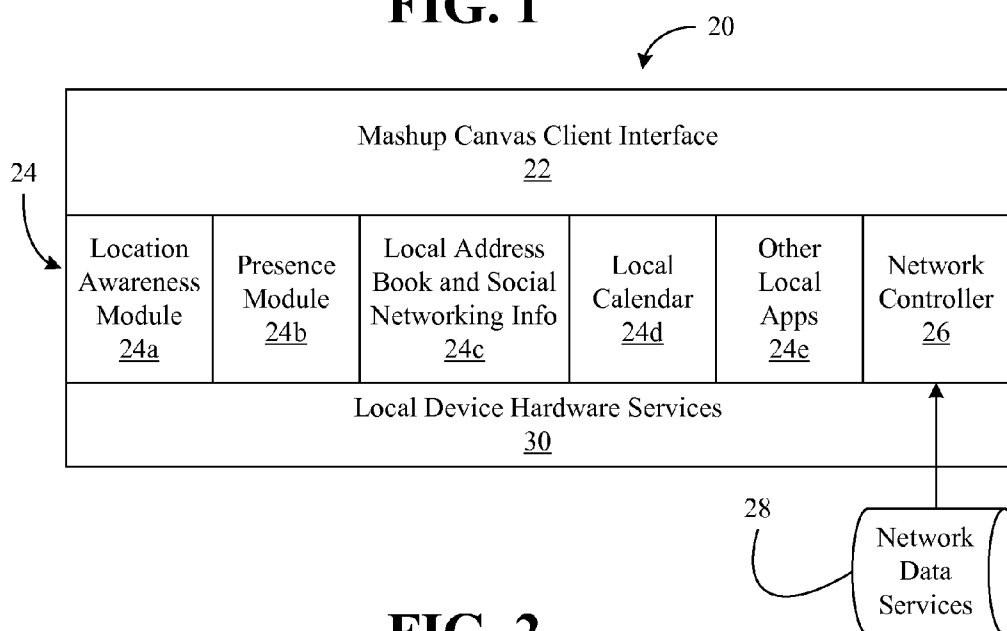 FIG. 1
20
Mashup Canvas Client Interface
22
24
Location
Awareness
Module
24a
Presence
Module
24b
Local Address
Book and Social
Networking Info
24c
Local
Calendar
24d
Other
Local
Apps
24e
Network
Controller
26
Local Device Hardware Services
30
28
Network
Data
Services
FIG. 2